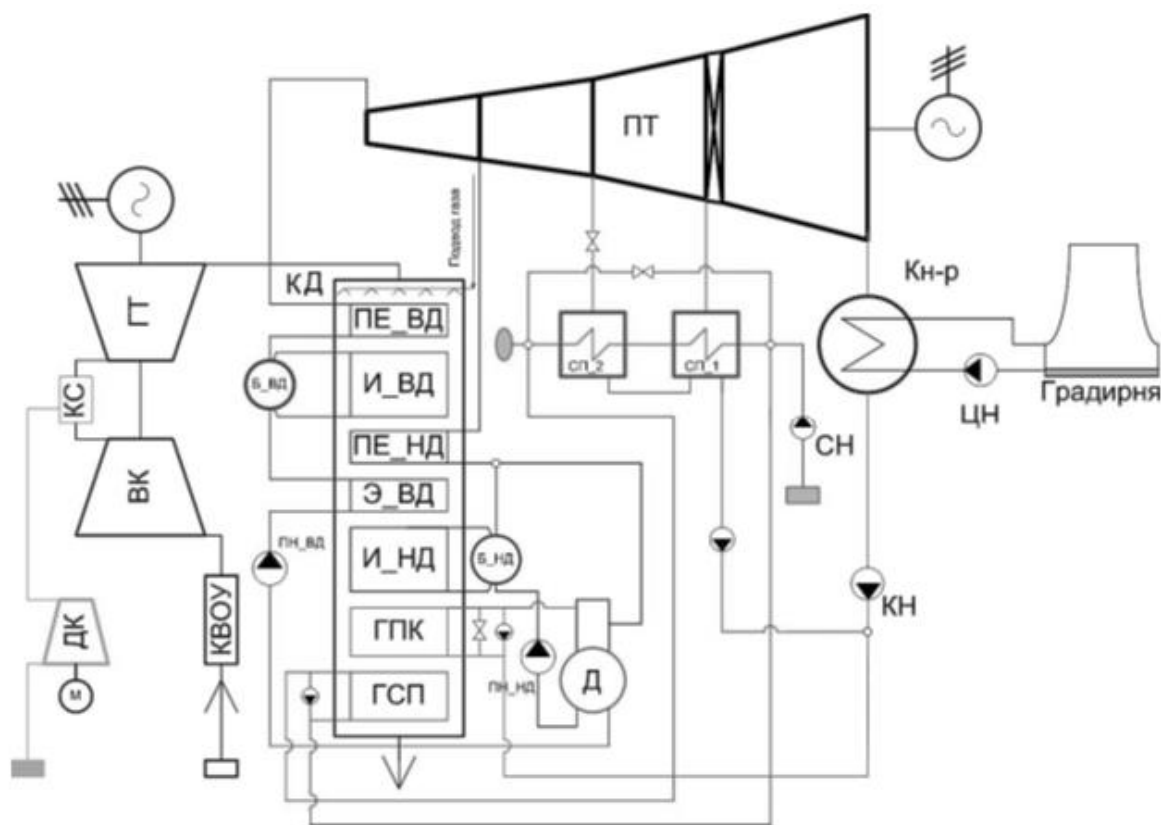 ПТ
Подвод газа
КД
Кн-р
ГТ
ПЕ_ВД
Б_ВД
И_ВД
СП_2
СП_1
Градирня
ЦН
КС
ПЕ_НД
СН
ВК
Э_ВД
ПН_ВД
И_НД
Б_НД
КН
ДК
КВОУ
ГПК
ПН_НД
Д
М
ГСП